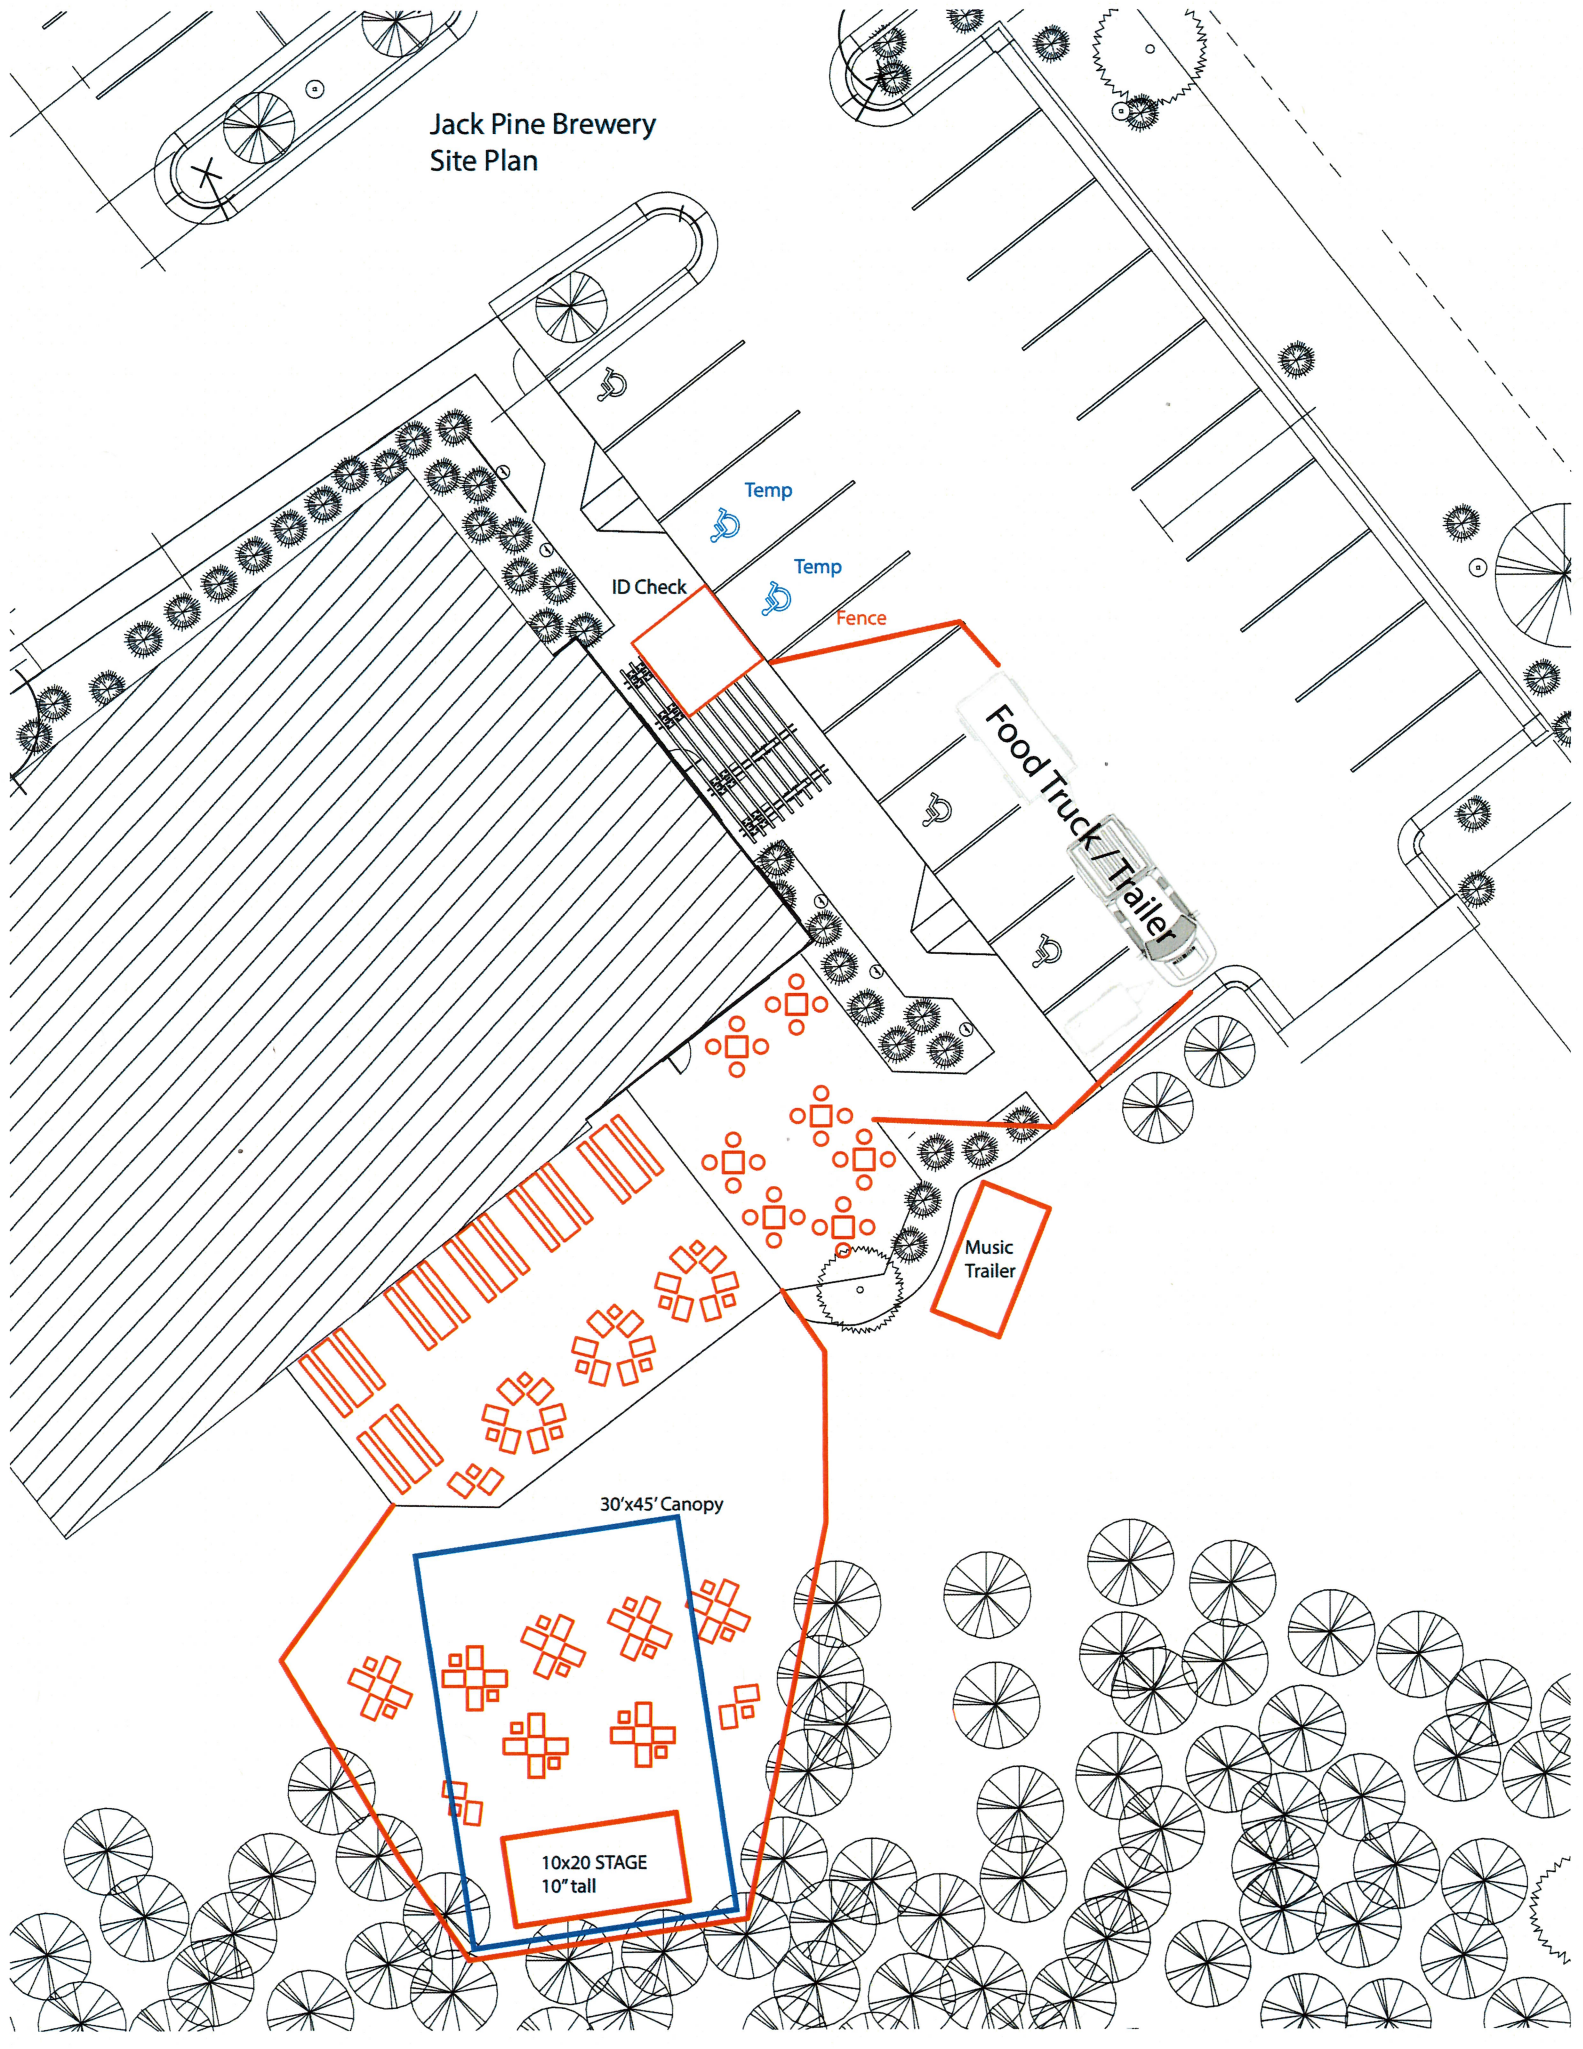 Jack Pine Brewery
Site Plan
Temp
Temp
ID Check
Fence
Food Truck/Trailer
Music
Trailer
30'x45' Canopy
10x20 STAGE
10" tall